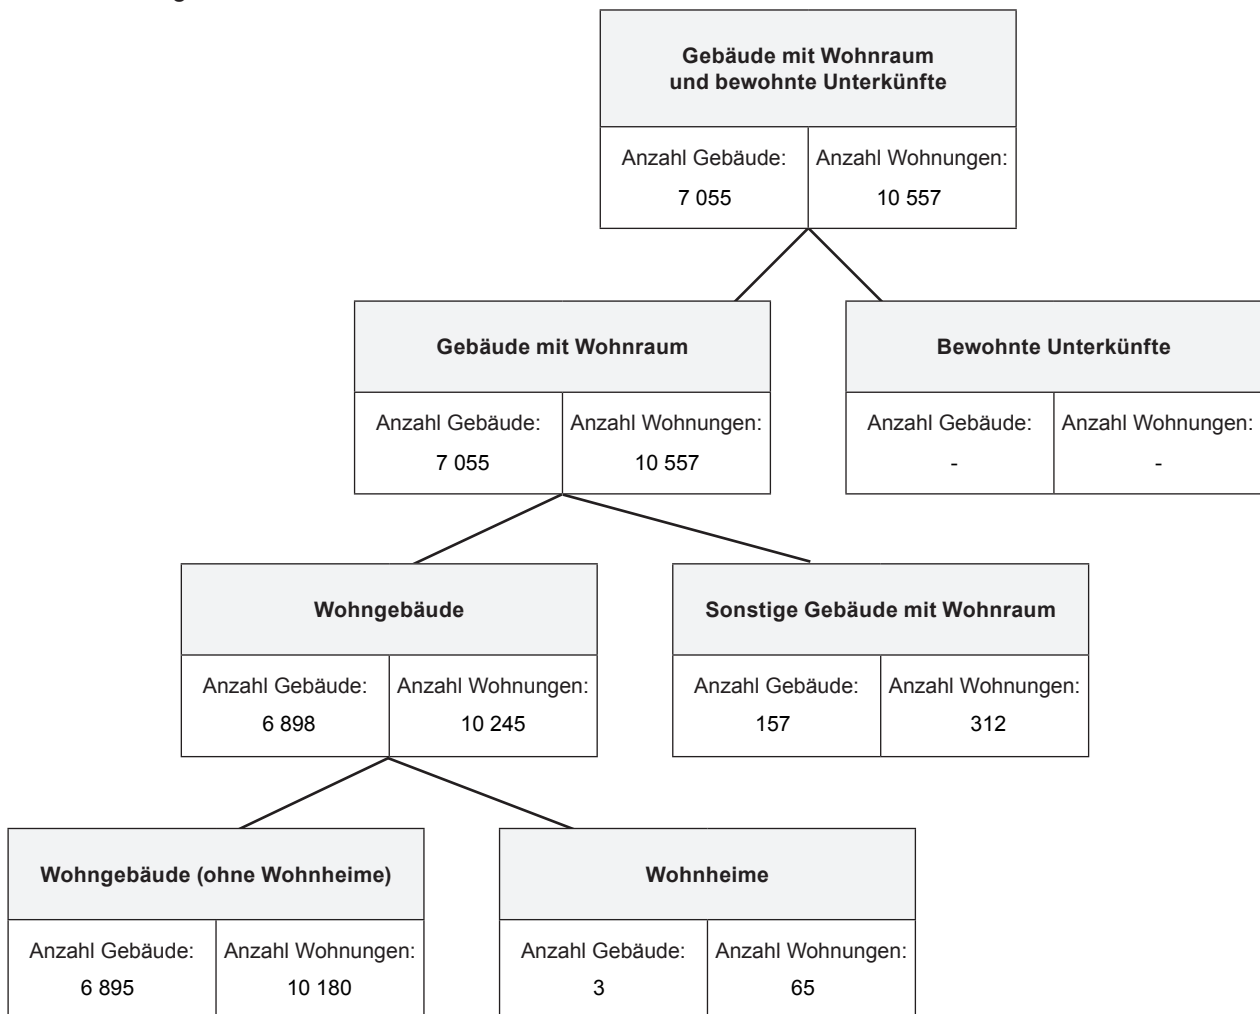 Gebäude mit Wohnraum
und bewohnte Unterkünfte
Anzahl Gebäude: Anzahl Wohnungen:
7 055 10 557
Gebäude mit Wohnraum Bewohnte Unterkünfte
Anzahl Gebäude: Anzahl Wohnungen: Anzahl Gebäude: Anzahl Wohnungen:
7 055 10 557 - -
Wohngebäude Sonstige Gebäude mit Wohnraum
Anzahl Gebäude: Anzahl Wohnungen: Anzahl Gebäude: Anzahl Wohnungen:
6 898 10 245 157 312
Wohngebäude (ohne Wohnheime) Wohnheime
Anzahl Gebäude: Anzahl Wohnungen: Anzahl Gebäude: Anzahl Wohnungen:
6 895 10 180 3 65